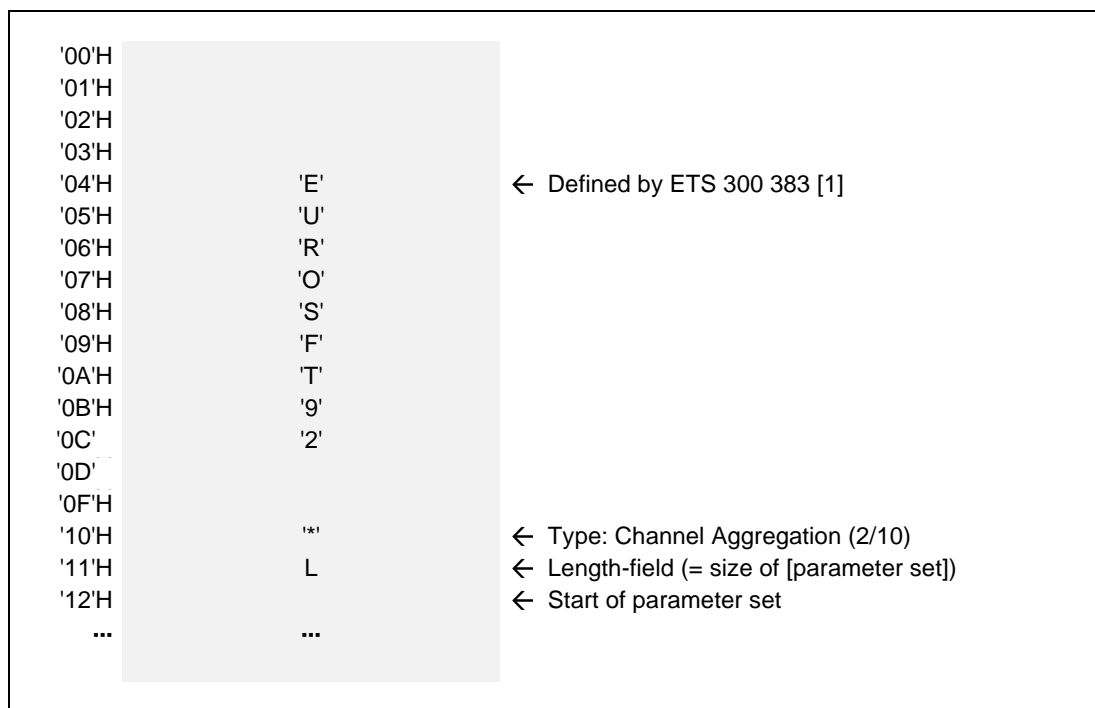 '00'H
'01'H
'02'H
'03'H
'04'H 'E' ← Defined by ETS 300 383 [1]
'05'H 'U'
'06'H 'R'
'07'H 'O'
'08'H 'S'
'09'H 'F'
'0A'H 'T'
'0B'H '9'
'0C' '2'
'0D'
'0F'H
'10'H '*' ← Type: Channel Aggregation (2/10)
'11'H L ← Length-field (= size of [parameter set])
'12'H ← Start of parameter set
... ...